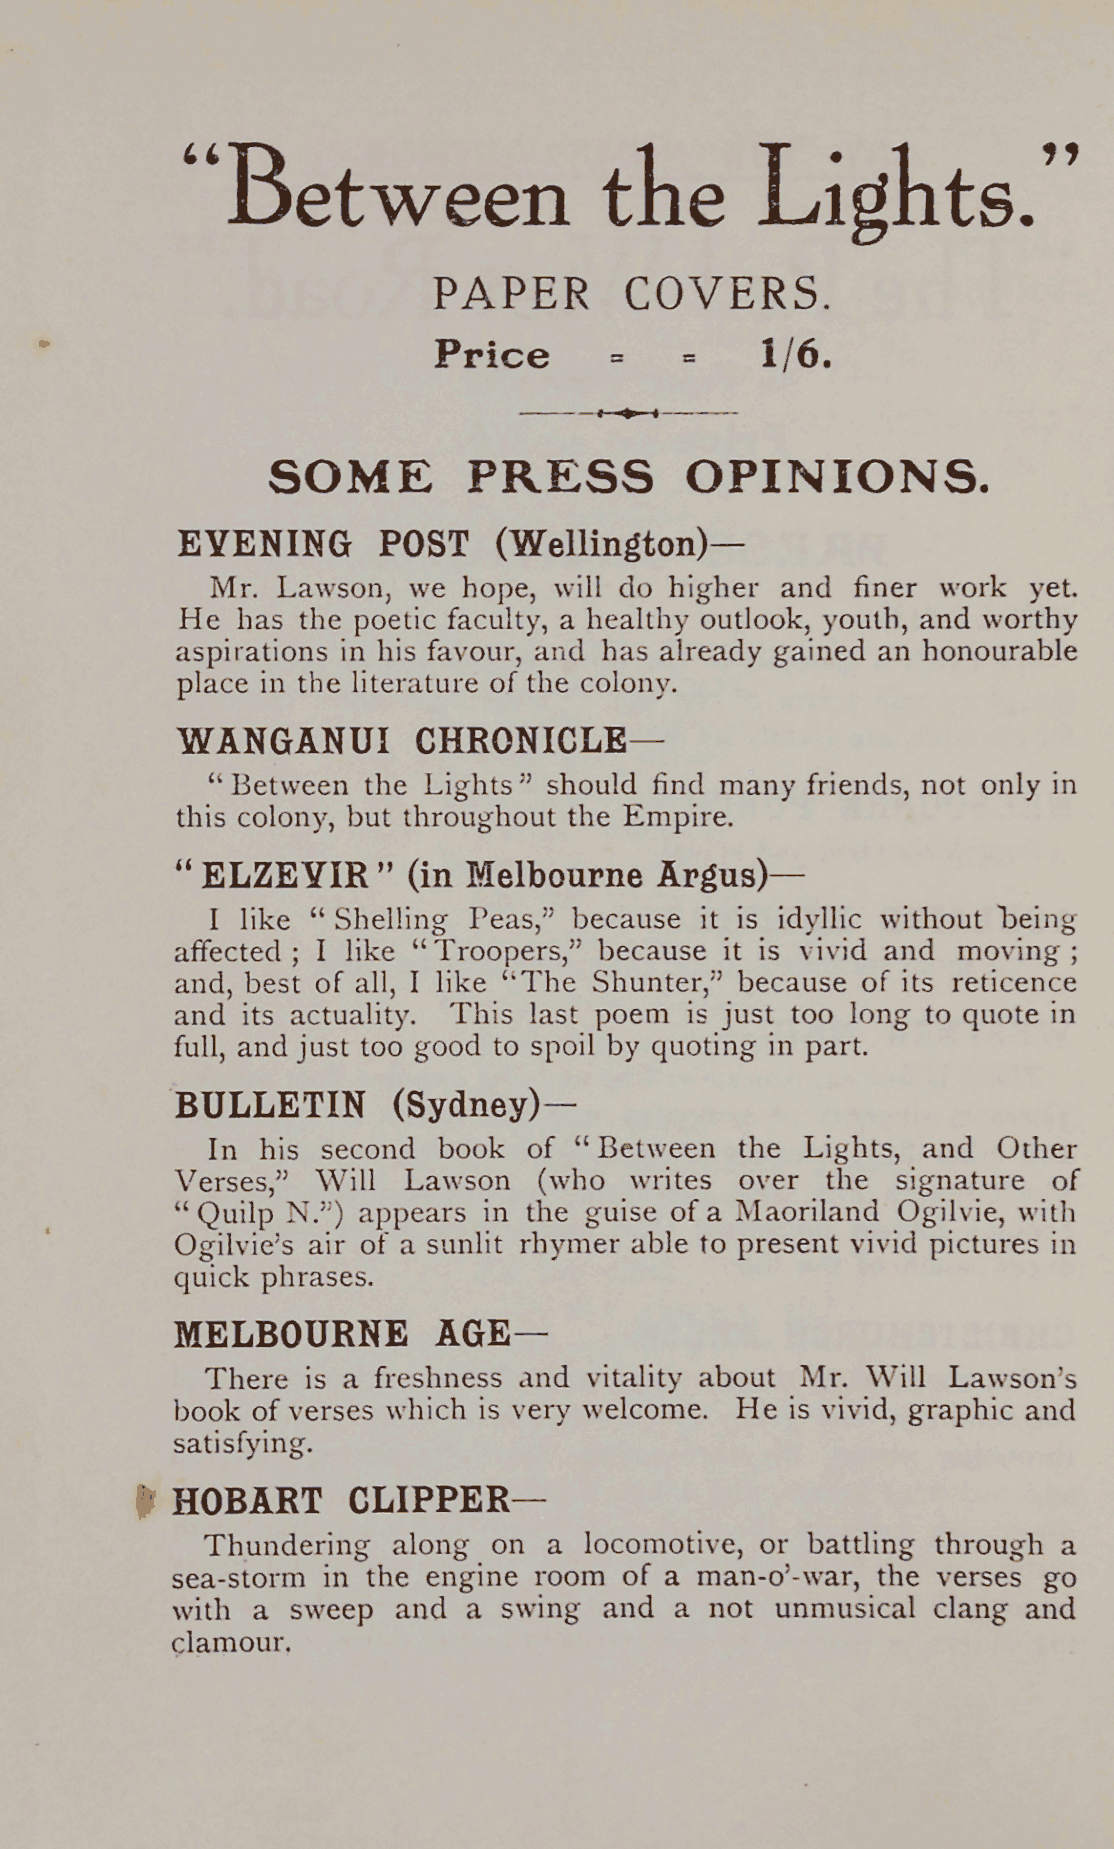 “Between the Lights.”
PAPER COVERS.
Price = = 1/6.
SOME PRESS OPINIONS.
EVENING POST (Wellington)—
Mr. Lawson, we hope, will do higher and finer work yet.
He has the poetic faculty, a healthy outlook, youth, and worthy
aspirations in his favour, and has already gained an honourable
place in the literature of the colony.
WANGANUI CHRONICLE—
“Between the Lights” should find many friends, not only in
this colony, but throughout the Empire.
“ELZEVIR” (in Melbourne Argus)—
I like “Shelling Peas,” because it is idyllic without being
affected; I like “Troopers,” because it is vivid and moving;
and, best of all, I like “The Shunter,” because of its reticence
and its actuality. This last poem is just too long to quote in
full, and just too good to spoil by quoting in part.
BULLETIN (Sydney)—
In his second book of “Between the Lights, and Other
Verses,” Will Lawson (who writes over the signature of
“Quilp N.”) appears in the guise of a Maoriland Ogilvie, with
Ogilvie’s air of a sunlit rhymer able to present vivid pictures in
quick phrases.
MELBOURNE AGE—
There is a freshness and vitality about Mr. Will Lawson’s
book of verses which is very welcome. He is vivid, graphic and
satisfying.
HOBART CLIPPER—
Thundering along on a locomotive, or battling through a
sea-storm in the engine room of a man-o’-war, the verses go
with a sweep and a swing and a not unmusical clang and
clamour.